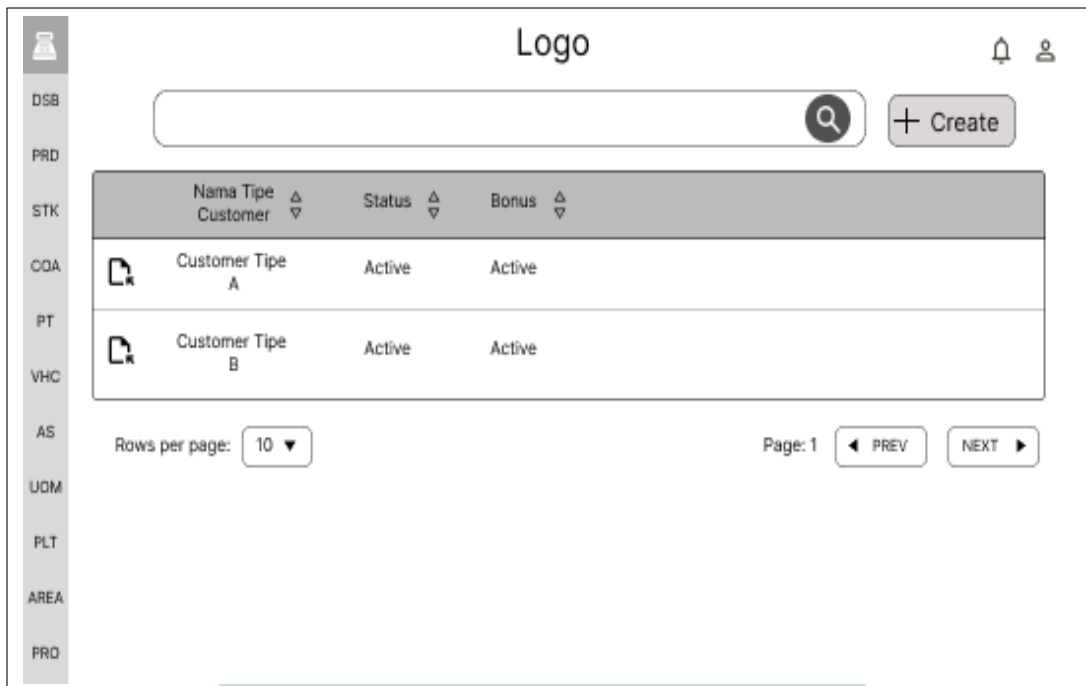 Logo
DSB
+ Create
PRD
Nama Tipe
Customer
Status
Bonus
STK
COA
Customer Tipe
A
Active
Active
PT
Customer Tipe
B
Active
Active
VHC
AS
Rows per page: 10
Page: 1
PREV
NEXT
UOM
PLT
AREA
PRO